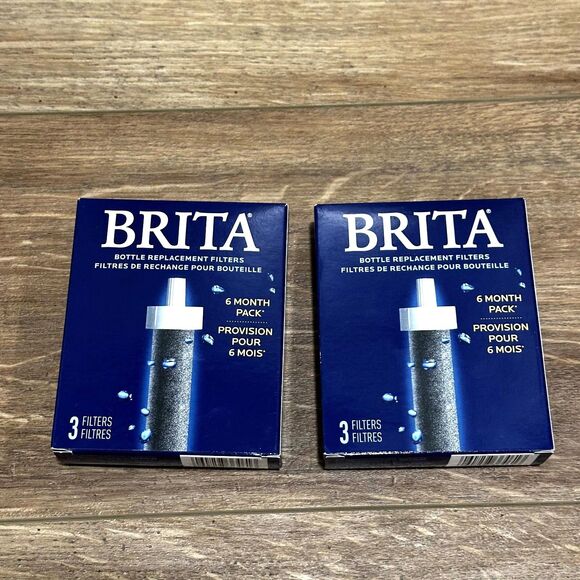 BRITA®
BOTTLE REPLACEMENT FILTERS
FILTRES DE RECHANGE POUR BOUTEILLE
6 MONTH
PACK*
PROVISION
POUR
6 MOIS*
3 FILTERS
FILTRES
BRITA®
BOTTLE REPLACEMENT FILTERS
FILTRES DE RECHANGE POUR BOUTEILLE
6 MONTH
PACK*
PROVISION
POUR
6 MOIS*
3 FILTERS
FILTRES